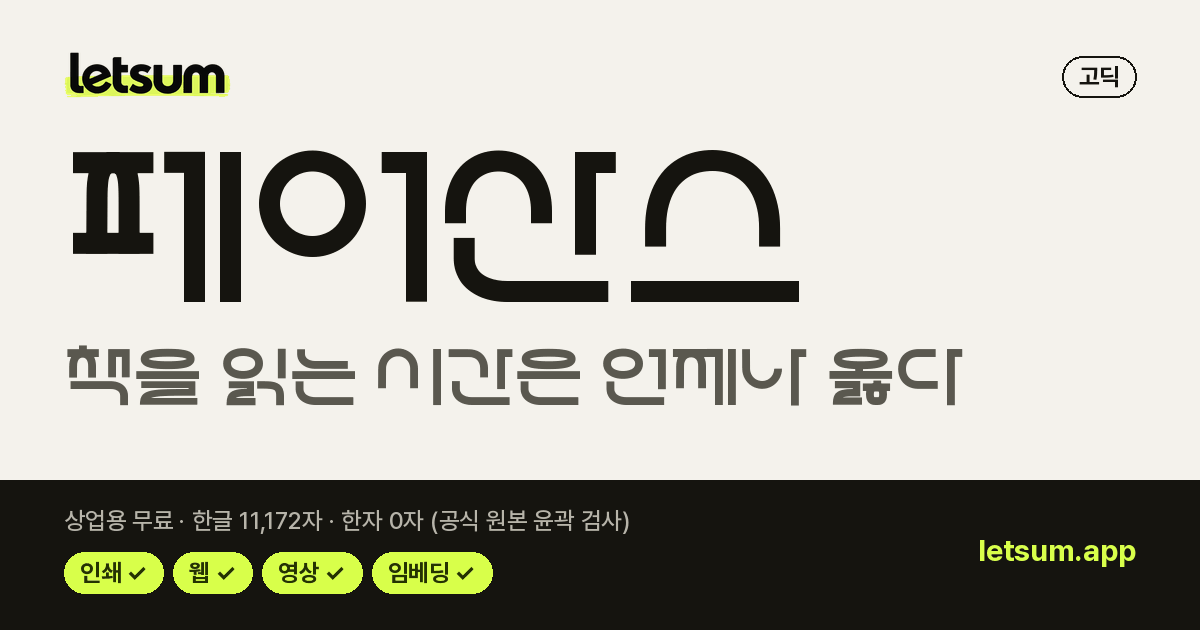 letsum
고딕
페이산스
책을 읽는 시간은 언제나 옳다
상업용 무료 · 한글 11,172자 · 한자 0자 (공식 원본 윤곽 검사)
인쇄 ✓ 웹 ✓ 영상 ✓ 임베딩 ✓
letsum.app